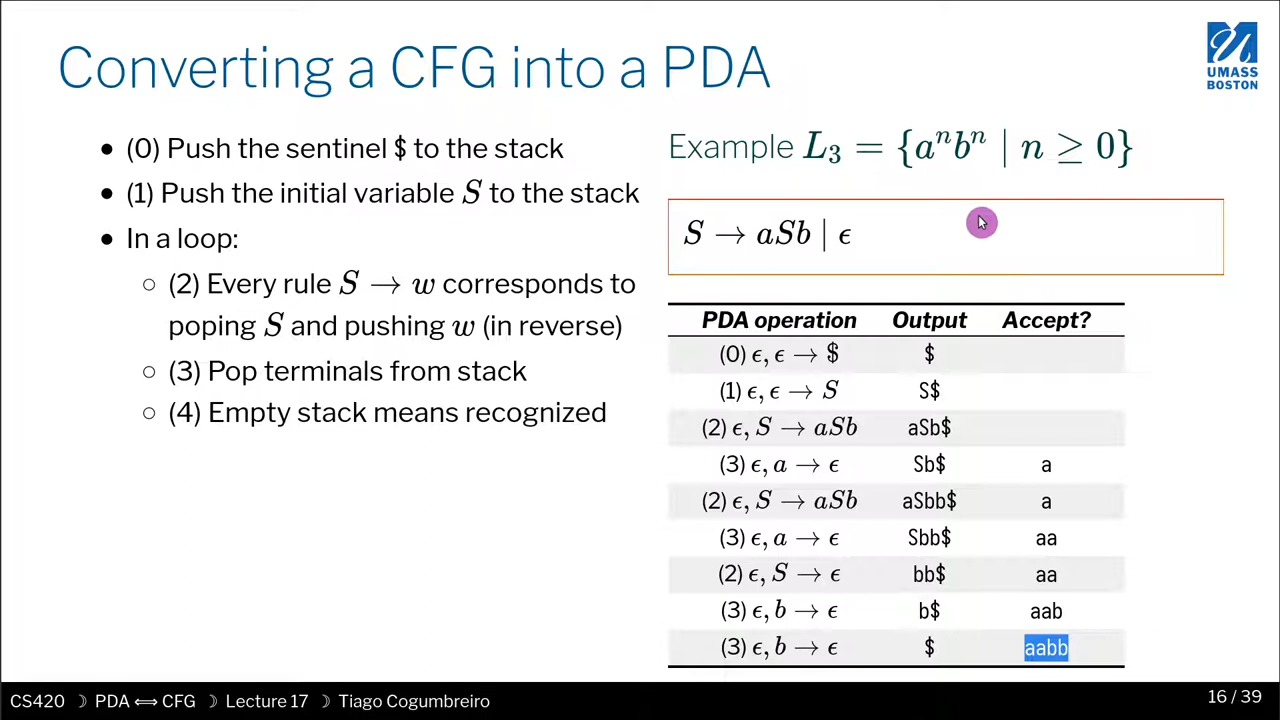 Converting a CFG into a PDA
UMASS
BOSTON
• (0) Push the sentinel $ to the stack
• (1) Push the initial variable S to the stack
• In a loop:
○ (2) Every rule S → w corresponds to
poping S and pushing w (in reverse)
○ (3) Pop terminals from stack
○ (4) Empty stack means recognized
Example L₃ = {aⁿbⁿ | n ≥ 0}
S → aSb | ϵ
PDA operation Output Accept?
(0) ϵ, ϵ → $ $
(1) ϵ, ϵ → S S$
(2) ϵ, S → aSb aSb$
(3) ϵ, a → ϵ Sb$ a
(2) ϵ, S → aSb aSbb$ a
(3) ϵ, a → ϵ Sbb$ aa
(2) ϵ, S → ϵ bb$ aa
(3) ϵ, b → ϵ b$ aab
(3) ϵ, b → ϵ $ aabb
CS420 ☽ PDA ⟺ CFG ☽ Lecture 17 ☽ Tiago Cogumbreiro
16 / 39